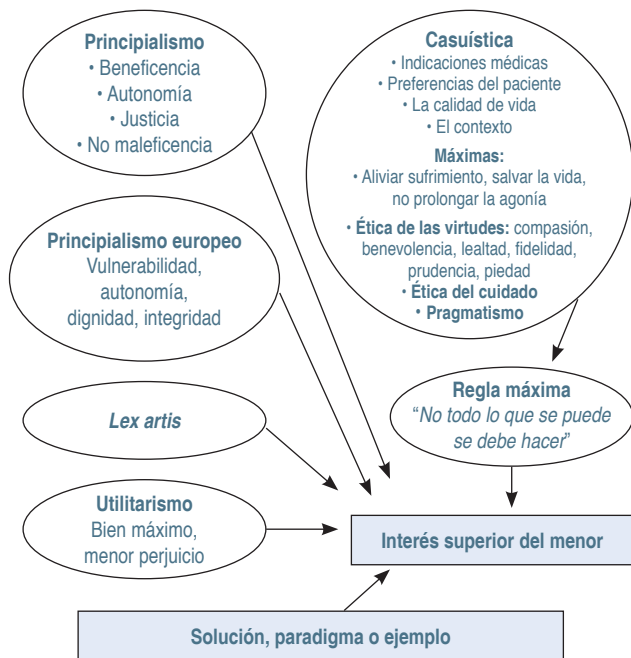 Principialismo
• Beneficencia
• Autonomía
• Justicia
• No maleficencia
Casuística
• Indicaciones médicas
• Preferencias del paciente
• La calidad de vida
• El contexto
Máximas:
• Aliviar sufrimiento, salvar la vida,
no prolongar la agonía
• Ética de las virtudes: compasión,
benevolencia, lealtad, fidelidad,
prudencia, piedad
• Ética del cuidado
• Pragmatismo
Principialismo europeo
Vulnerabilidad,
autonomía,
dignidad, integridad
Regla máxima
“No todo lo que se puede
se debe hacer”
Lex artis
Utilitarismo
Bien máximo,
menor perjuicio
Interés superior del menor
Solución, paradigma o ejemplo